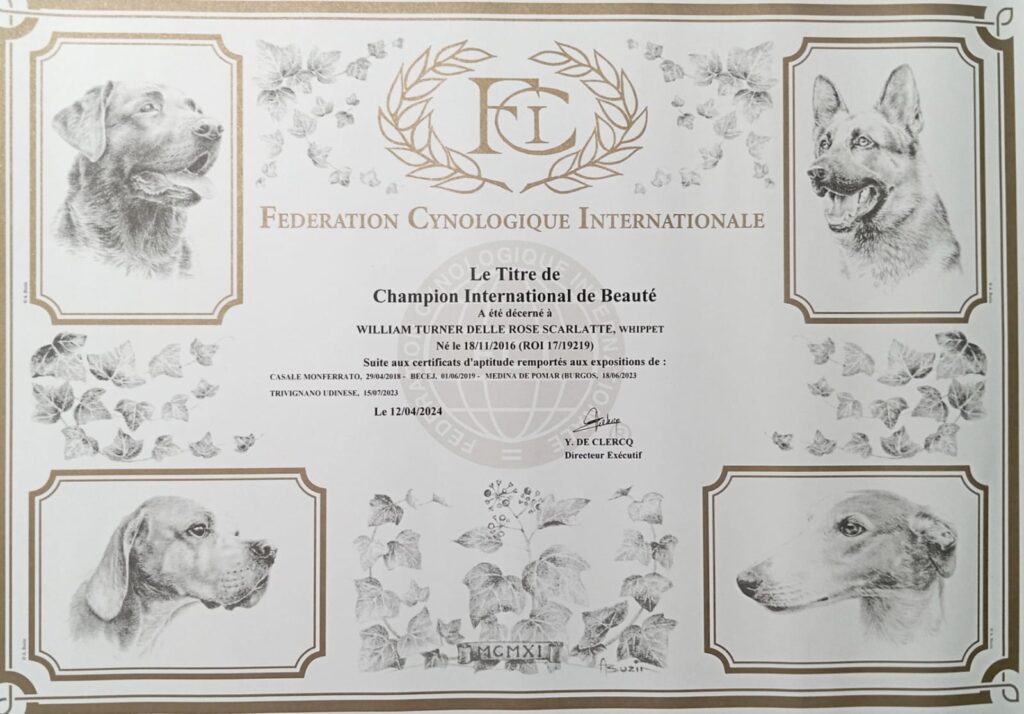 FCI
FEDERATION CYNOLOGIQUE INTERNATIONALE
Le Titre de
Champion International de Beauté
A été décerné à
WILLIAM TURNER DELLE ROSE SCARLATTE, WHIPPET
Né le 18/11/2016 (ROI 17/19219)
Suite aux certificats d'aptitude remportés aux expositions de :
CASALE MONFERRATO, 29/04/2018 - BECEJ, 01/06/2019 - MEDINA DE POMAR (BURGOS, 18/06/2023
TRIVIGNANO UDINESE, 15/07/2023
Le 12/04/2024
Y. DE CLERCQ
Directeur Exécutif
MCMXI